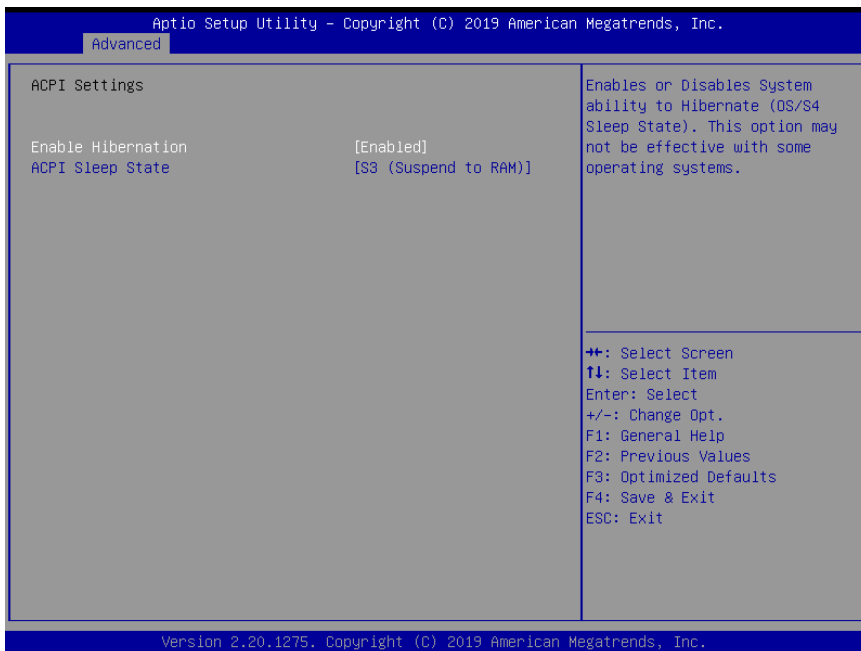 Aptio Setup Utility – Copyright (C) 2019 American Megatrends, Inc.
Advanced
ACPI Settings
Enable Hibernation [Enabled]
ACPI Sleep State [S3 (Suspend to RAM)]
Enables or Disables System
ability to Hibernate (OS/S4
Sleep State). This option may
not be effective with some
operating systems.
→←: Select Screen
↑↓: Select Item
Enter: Select
+/-: Change Opt.
F1: General Help
F2: Previous Values
F3: Optimized Defaults
F4: Save & Exit
ESC: Exit
Version 2.20.1275. Copyright (C) 2019 American Megatrends, Inc.